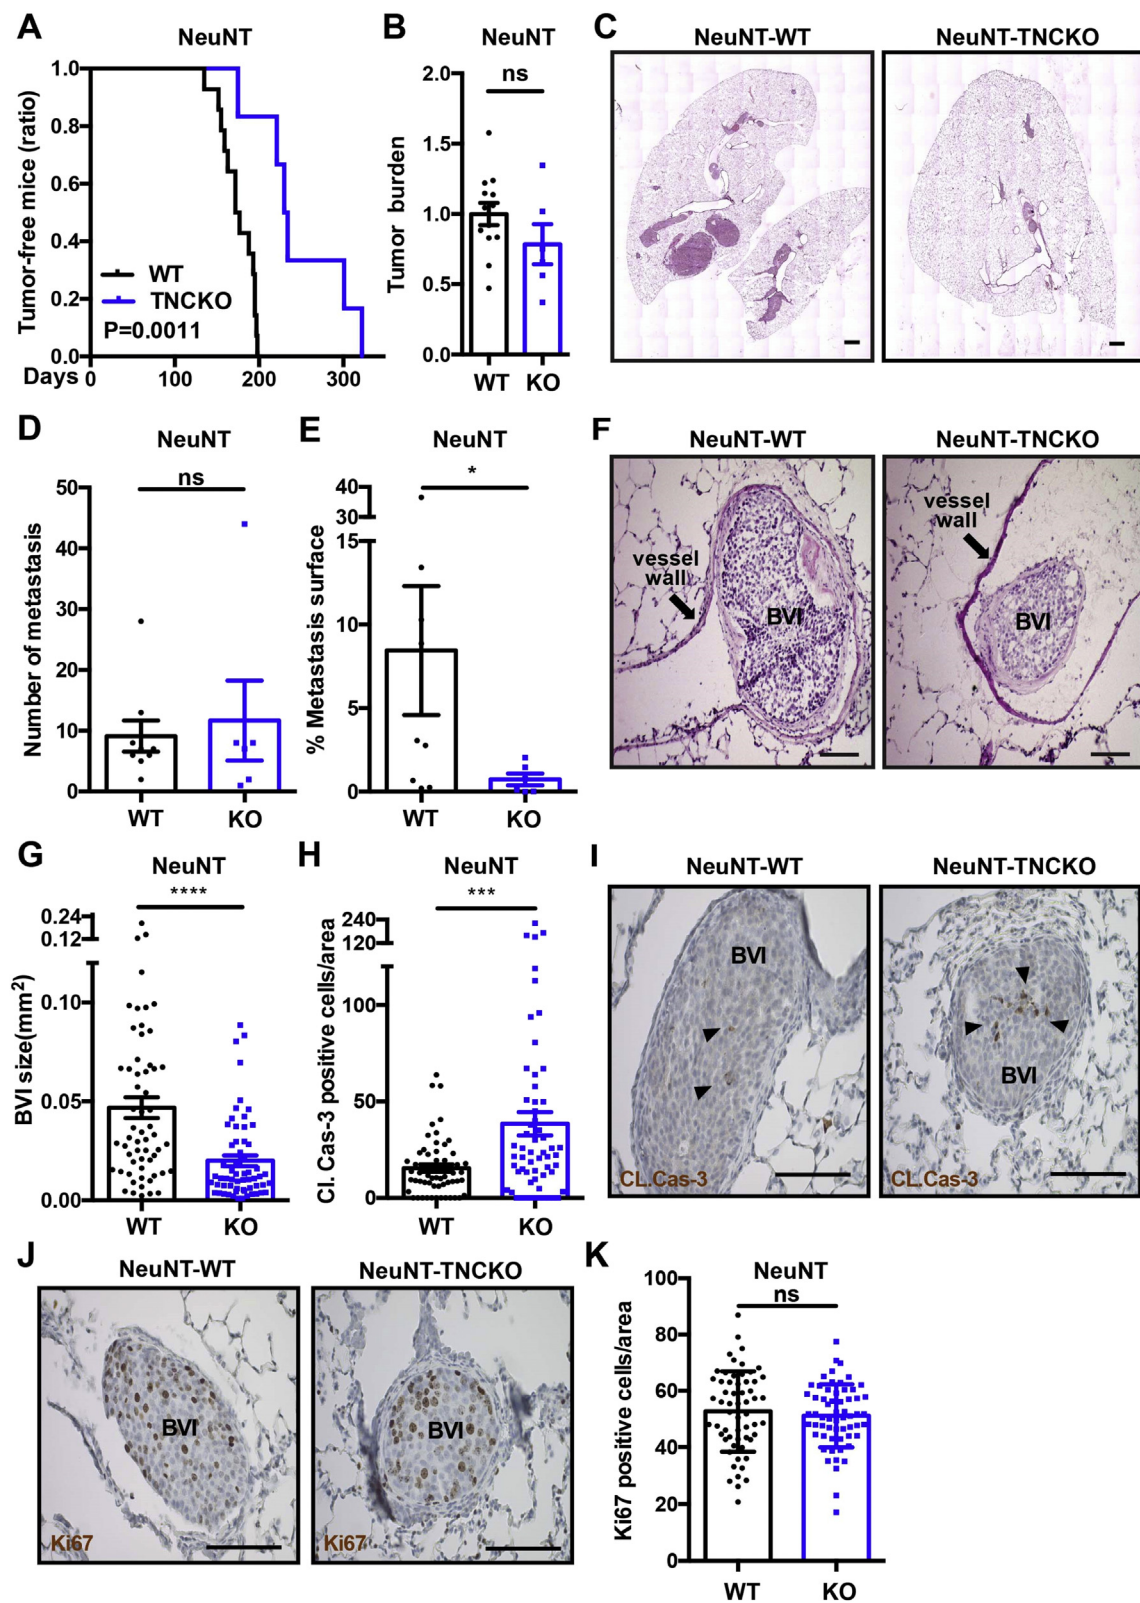 A
NeuNT
Tumor-free mice (ratio)
1.0
0.8
0.6
0.4
0.2
0.0
WT
TNCKO
P=0.0011
Days 0 100 200 300
B
NeuNT
ns
Tumor burden
2.0
1.5
1.0
0.5
0.0
WT KO
C
NeuNT-WT NeuNT-TNCKO
D
NeuNT
ns
Number of metastasis
50
40
30
20
10
0
WT KO
E
NeuNT
*
% Metastasis surface
40
30
15
10
5
0
WT KO
F
NeuNT-WT NeuNT-TNCKO
vessel
wall
BVI
vessel
wall
BVI
G
NeuNT
****
BVI size(mm²)
0.24
0.12
0.10
0.05
0.00
WT KO
H
NeuNT
***
Cl. Cas-3 positive cells/area
240
120
100
50
0
WT KO
I
NeuNT-WT NeuNT-TNCKO
BVI
CL.Cas-3
BVI
CL.Cas-3
J
NeuNT-WT NeuNT-TNCKO
BVI
Ki67
BVI
Ki67
K
NeuNT
ns
Ki67 positive cells/area
100
80
60
40
20
0
WT KO